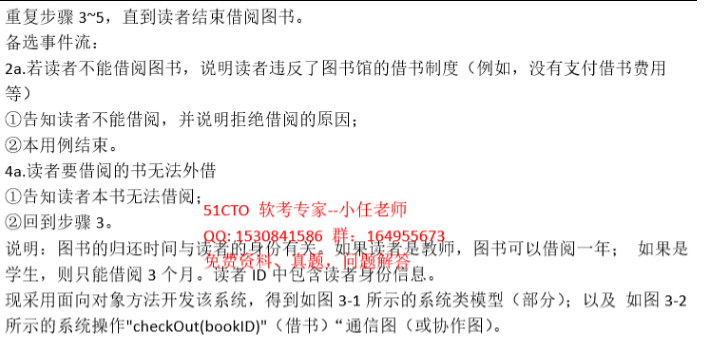 重复步骤 3~5，直到读者结束借阅图书。
备选事件流：
2a.若读者不能借阅图书，说明读者违反了图书馆的借书制度（例如，没有支付借书费用
等）
①告知读者不能借阅，并说明拒绝借阅的原因；
②本用例结束。
4a.读者要借阅的书无法外借
①告知读者本书无法借阅；
51CTO 软考专家--小任老师
②回到步骤 3。
QQ: 1530841586 群：164955673
说明：图书的归还时间与读者的身份有关。如果读者是教师，图书可以借阅一年； 如果是
免费资料、真题，问题解答
学生，则只能借阅 3 个月。读者 ID 中包含读者身份信息。
现采用面向对象方法开发该系统，得到如图 3-1 所示的系统类模型（部分）；以及 如图 3-2
所示的系统操作"checkOut(bookID)"（借书）“通信图（或协作图）。